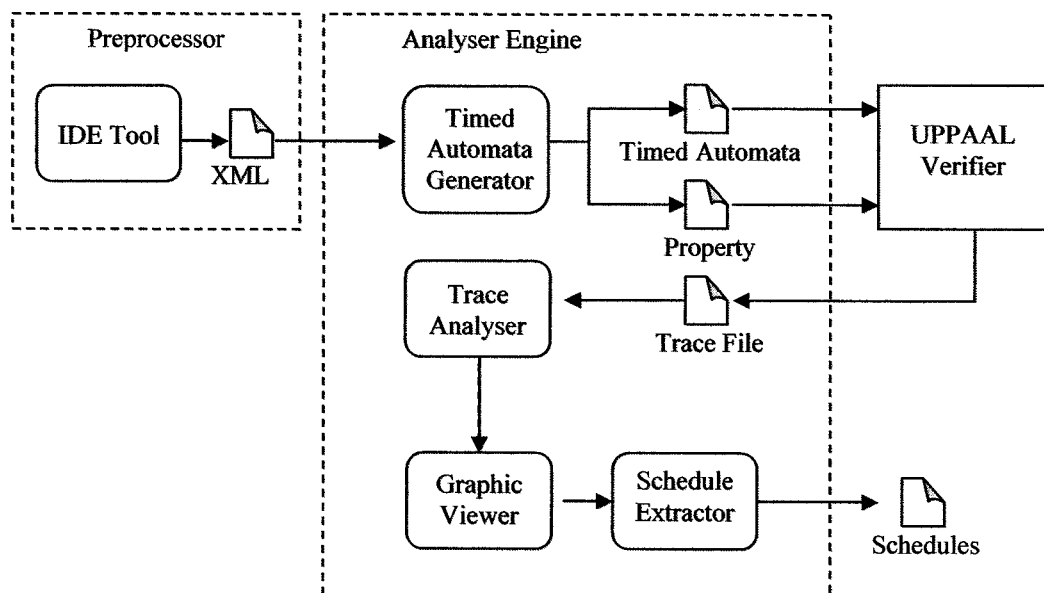 Preprocessor
Analyser Engine
IDE Tool
XML
Timed
Automata
Generator
Timed Automata
Property
UPPAAL
Verifier
Trace
Analyser
Trace File
Graphic
Viewer
Schedule
Extractor
Schedules